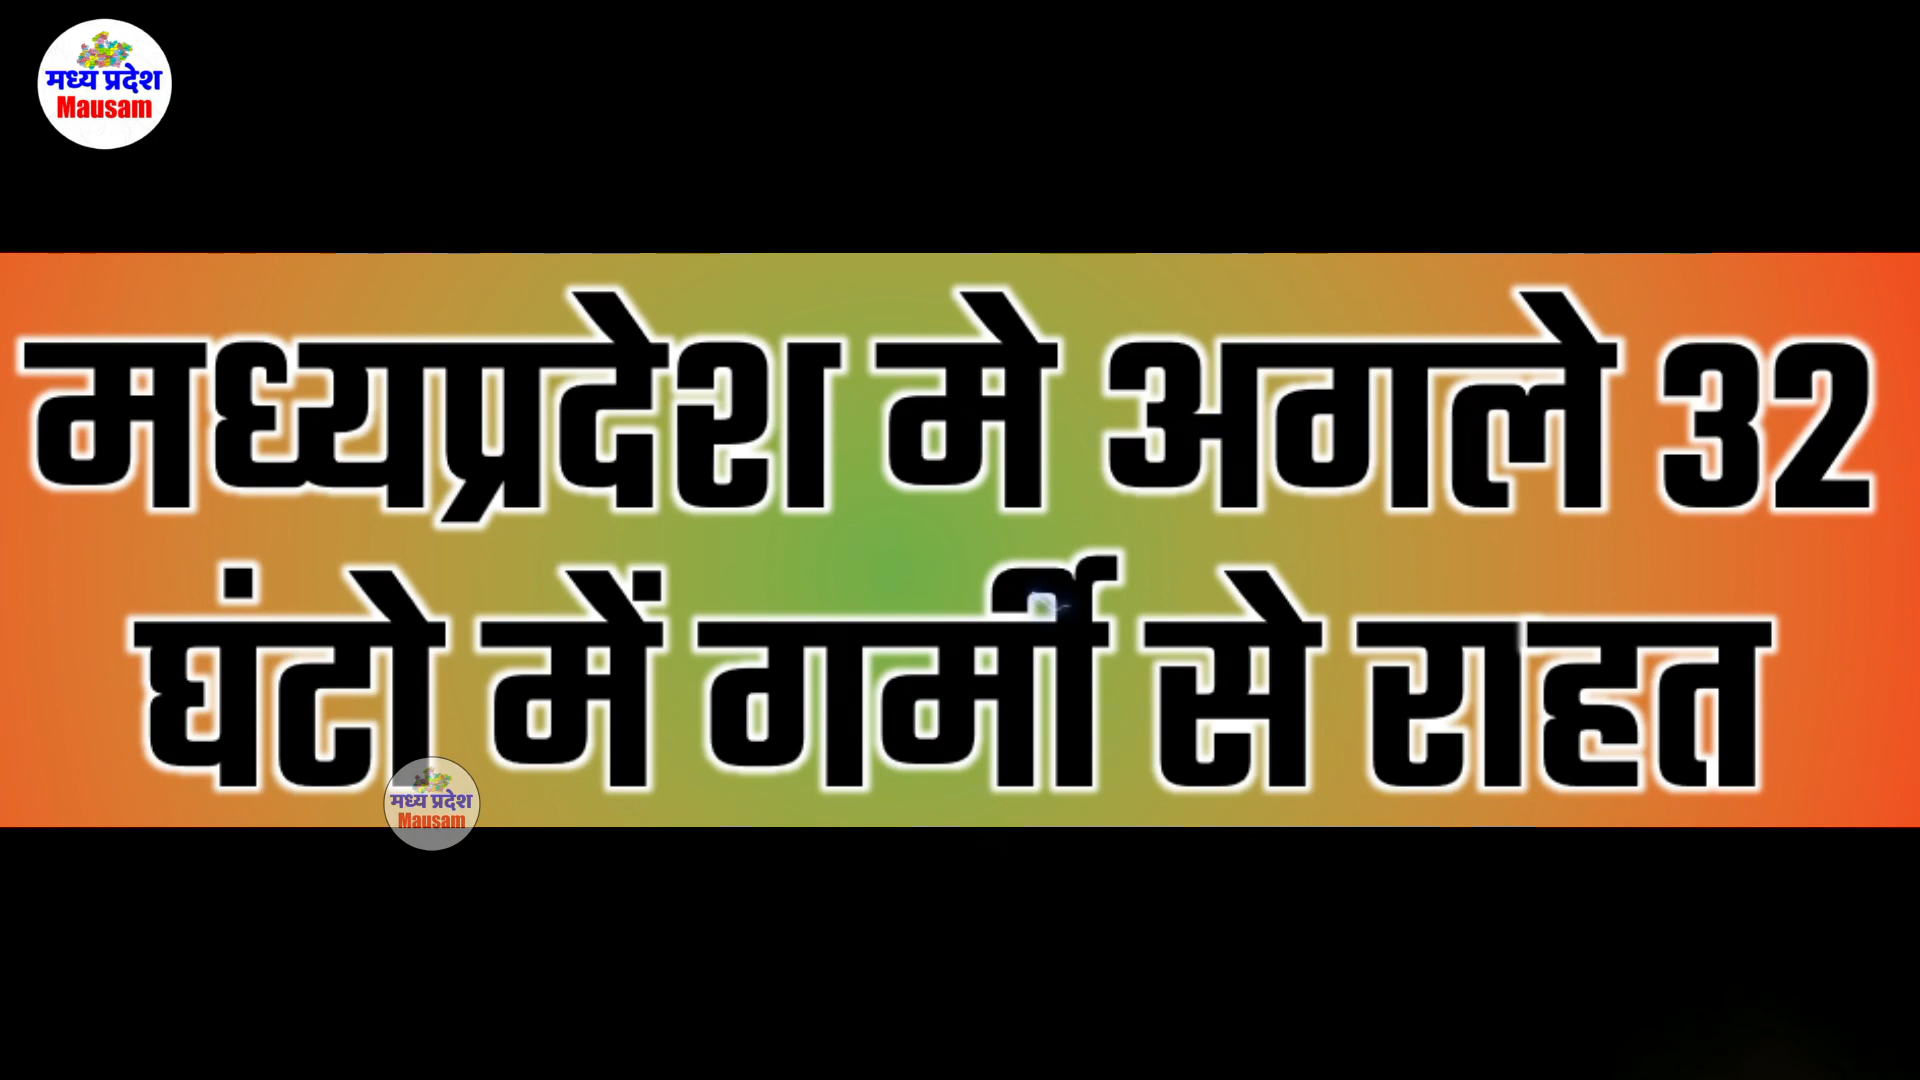 मध्य प्रदेश
Mausam
मध्यप्रदेश मे अगले 32
घंटो में गर्मी से राहत
मध्य प्रदेश
Mausam